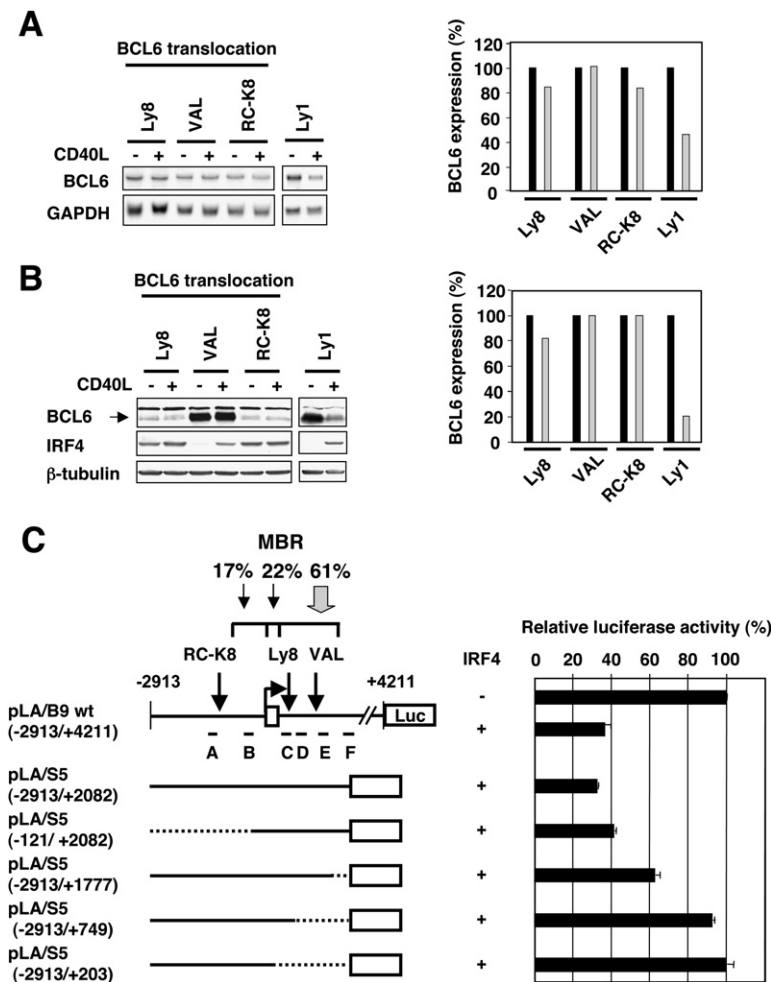 A
BCL6 translocation
Ly8 VAL RC-K8 Ly1
CD40L - + - + - + - +
BCL6
GAPDH
BCL6 expression (%)
120
100
80
60
40
20
0
Ly8 VAL RC-K8 Ly1
B
BCL6 translocation
Ly8 VAL RC-K8 Ly1
CD40L - + - + - + - +
BCL6
IRF4
β-tubulin
BCL6 expression (%)
120
100
80
60
40
20
0
Ly8 VAL RC-K8 Ly1
C
MBR
17% 22% 61%
RC-K8 Ly8 VAL
-2913 +4211
pLA/B9 wt
(-2913/+4211)
Luc
A B C D E F
pLA/S5
(-2913/+2082)
pLA/S5
(-121/ +2082)
pLA/S5
(-2913/+1777)
pLA/S5
(-2913/+749)
pLA/S5
(-2913/+203)
Relative luciferase activity (%)
IRF4 0 20 40 60 80 100
-
+
+
+
+
+
+